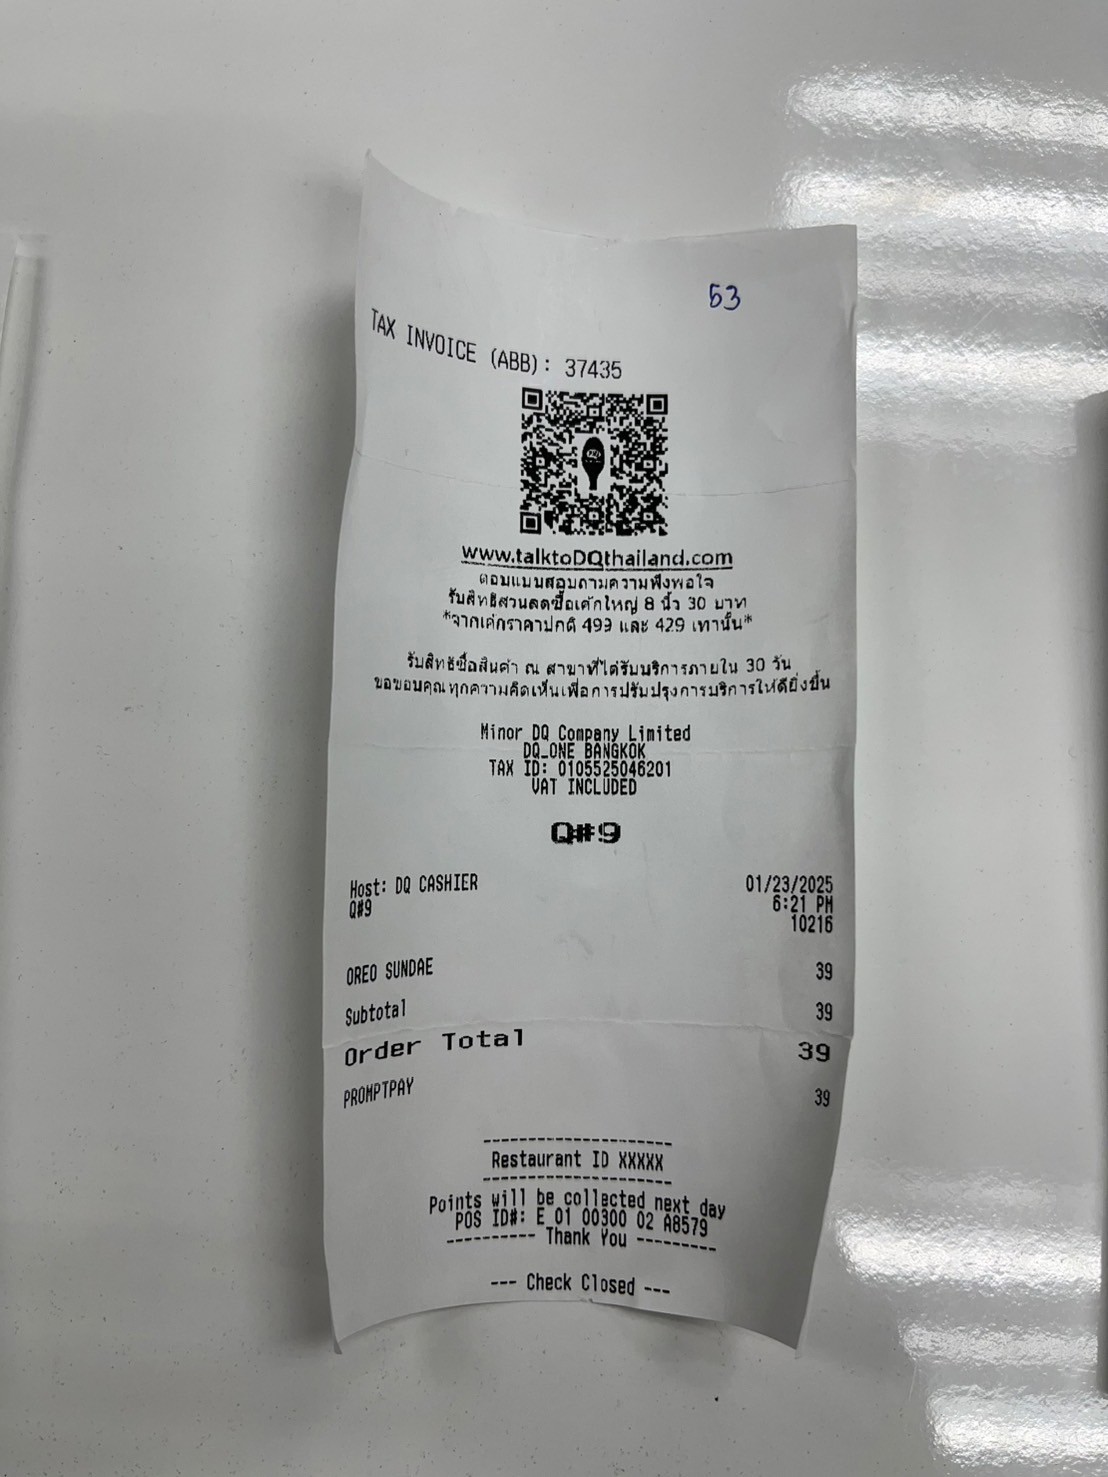 53
TAX INVOICE (ABB): 37435
www.talktoDQthailand.com
ตอบแบบสอบถามความพึงพอใจ
รับสิทธิส่วนลดซื้อเค้กใหญ่ 8 นิ้ว 30 บาท
*จากเค้กราคาปกติ 499 และ 429 เท่านั้น*
รับสิทธิซื้อสินค้า ณ สาขาที่ได้รับบริการภายใน 30 วัน
ขอขอบคุณทุกความคิดเห็นเพื่อการปรับปรุงการบริการให้ดียิ่งขึ้น
Minor DQ Company Limited
DQ_ONE BANGKOK
TAX ID: 0105525046201
VAT INCLUDED
Q#9
Host: DQ CASHIER 01/23/2025
Q#9 6:21 PM
10216
OREO SUNDAE 39
Subtotal 39
Order Total 39
PROMPTPAY 39
--------------------
Restaurant ID XXXXX
--------------------
Points will be collected next day
POS ID#: E 01 00300 02 A8579
---------- Thank You ---------
--- Check Closed ---